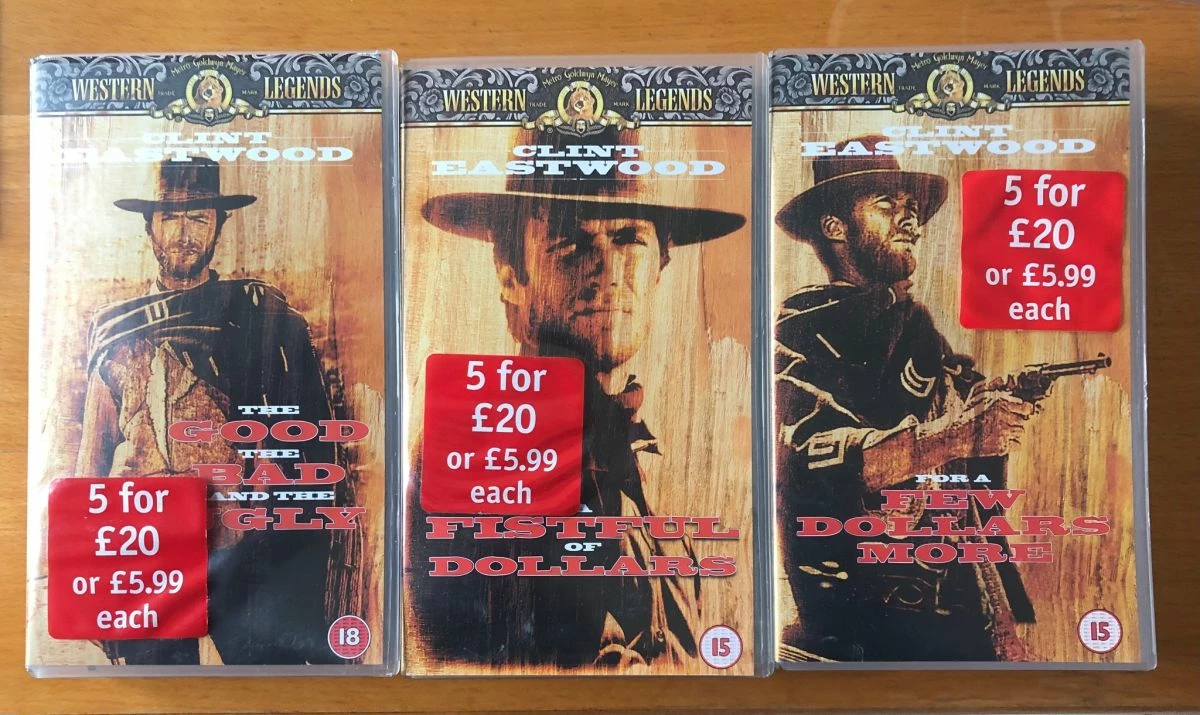 WESTERN LEGENDS
Metro Goldwyn Mayer
TRADE MARK
CLINT
EASTWOOD
THE
GOOD
THE
BAD
AND THE
UGLY
5 for
£20
or £5.99
each
18
WESTERN LEGENDS
Metro Goldwyn Mayer
TRADE MARK
CLINT
EASTWOOD
5 for
£20
or £5.99
each
A
FISTFUL
OF
DOLLARS
15
WESTERN LEGENDS
Metro Goldwyn Mayer
TRADE MARK
CLINT
EASTWOOD
5 for
£20
or £5.99
each
FOR A
FEW
DOLLARS
MORE
15